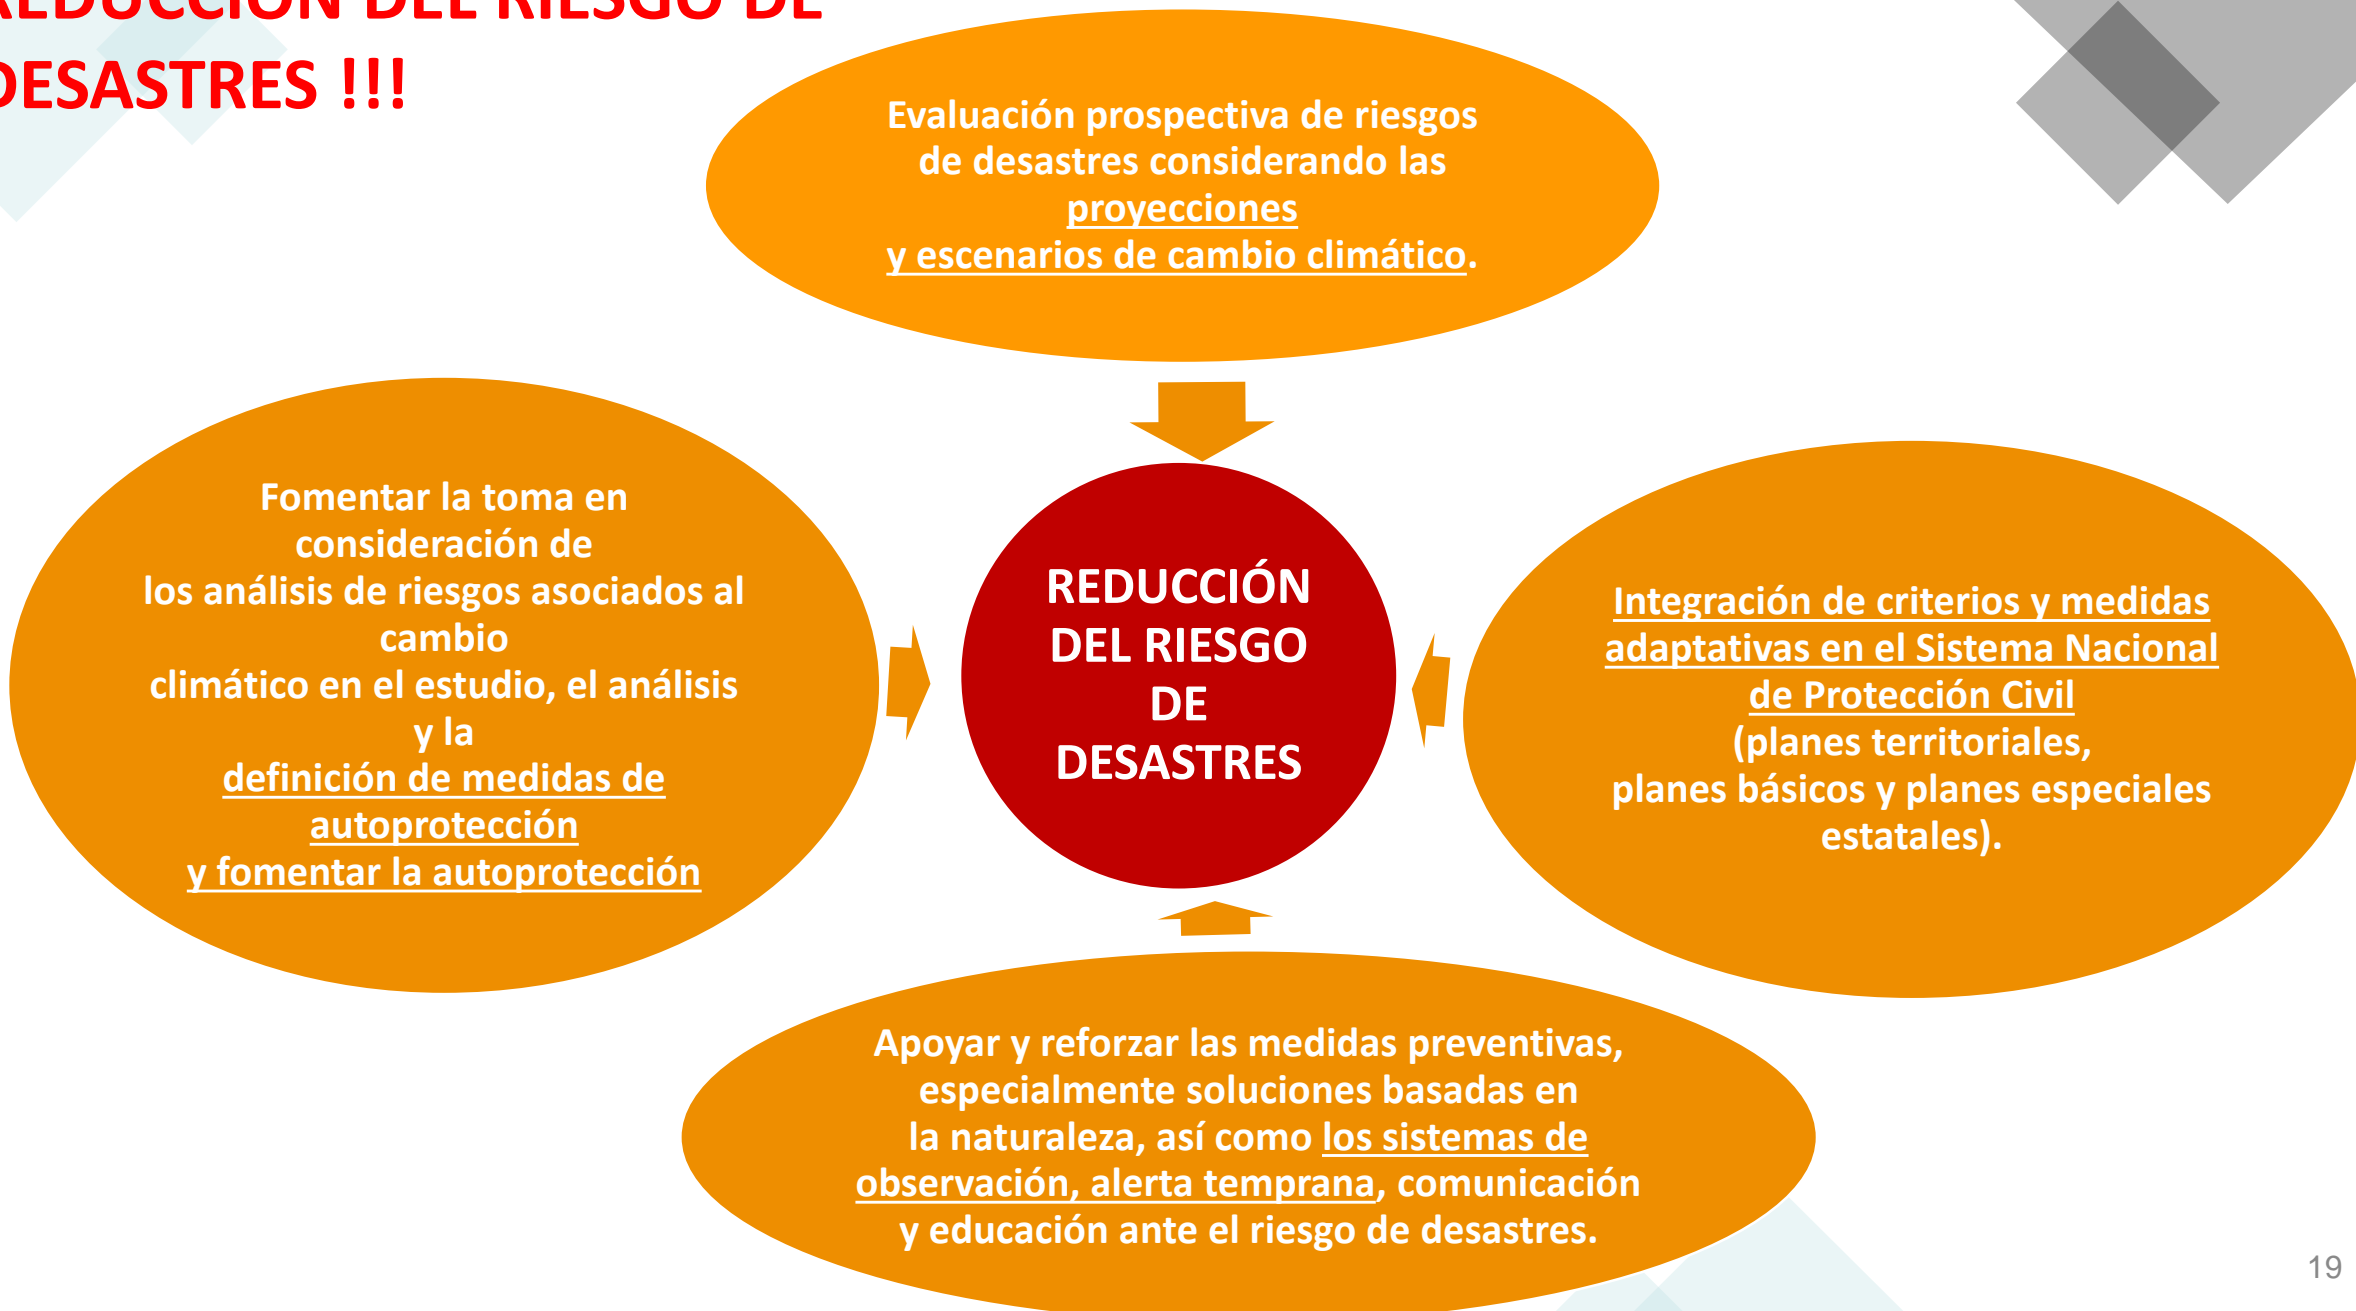 REDUCCIÓN DEL RIESGO DE
DESASTRES !!!
Evaluación prospectiva de riesgos
de desastres considerando las
proyecciones
y escenarios de cambio climático.
Fomentar la toma en
consideración de
los análisis de riesgos asociados al
cambio
climático en el estudio, el análisis
y la
definición de medidas de
autoprotección
y fomentar la autoprotección
REDUCCIÓN
DEL RIESGO
DE
DESASTRES
Integración de criterios y medidas
adaptativas en el Sistema Nacional
de Protección Civil
(planes territoriales,
planes básicos y planes especiales
estatales).
Apoyar y reforzar las medidas preventivas,
especialmente soluciones basadas en
la naturaleza, así como los sistemas de
observación, alerta temprana, comunicación
y educación ante el riesgo de desastres.
19